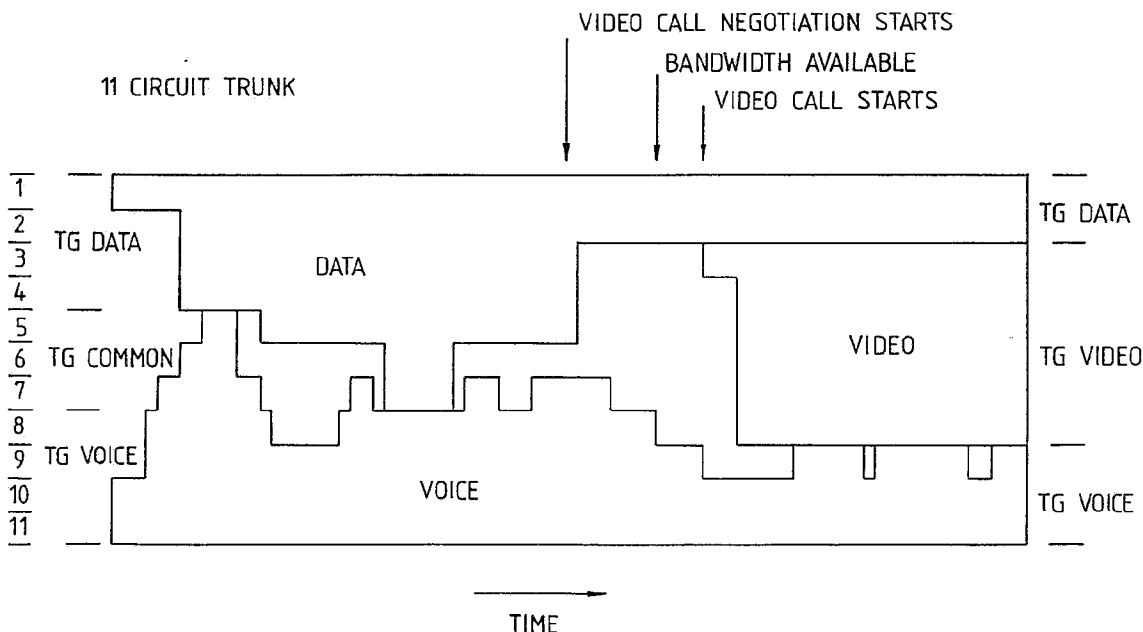 VIDEO CALL NEGOTIATION STARTS
BANDWIDTH AVAILABLE
11 CIRCUIT TRUNK
VIDEO CALL STARTS
1
2
3
4
5
6
7
8
9
10
11
TG DATA
TG COMMON
TG VOICE
DATA
VIDEO
VOICE
TG DATA
TG VIDEO
TG VOICE
TIME